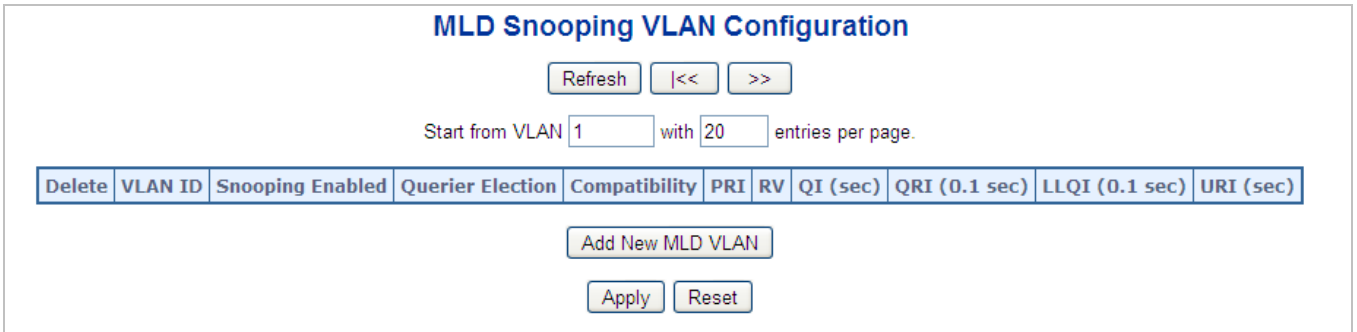 MLD Snooping VLAN Configuration
Refresh |<< >>
Start from VLAN 1 with 20 entries per page.
Delete VLAN ID Snooping Enabled Querier Election Compatibility PRI RV QI (sec) QRI (0.1 sec) LLQI (0.1 sec) URI (sec)
Add New MLD VLAN
Apply Reset